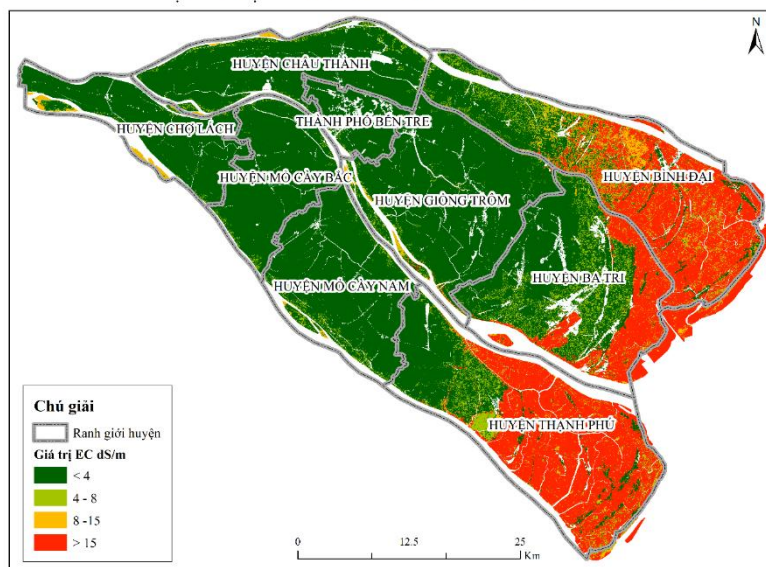 N
HUYỆN CHÂU THÀNH
THÀNH PHỐ BẾN TRE
HUYỆN CHỢ LÁCH
HUYỆN MỎ CÀY BẮC
HUYỆN BÌNH ĐẠI
HUYỆN GIỒNG TRÔM
HUYỆN BA TRI
HUYỆN MỎ CÀY NAM
HUYỆN THẠNH PHÚ
Chú giải
Ranh giới huyện
Giá trị EC dS/m
< 4
4 - 8
8 -15
> 15
0 12.5 25
Km